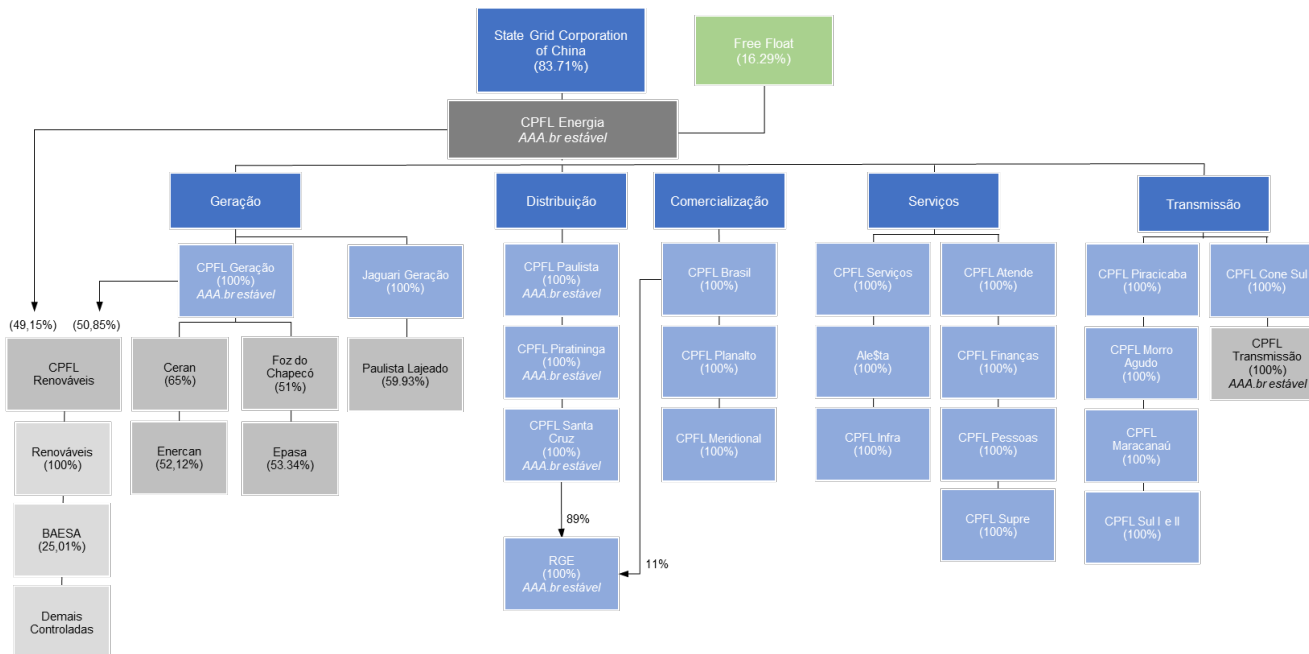 State Grid Corporation
of China
(83.71%)
Free Float
(16.29%)
CPFL Energia
AAA.br estável
Geração
Distribuição
Comercialização
Serviços
Transmissão
CPFL Geração
(100%)
AAA.br estável
Jaguari Geração
(100%)
CPFL Paulista
(100%)
AAA.br estável
CPFL Brasil
(100%)
CPFL Serviços
(100%)
CPFL Atende
(100%)
CPFL Piracicaba
(100%)
CPFL Cone Sul
(100%)
(49,15%)
(50,85%)
CPFL
Renováveis
Ceran
(65%)
Foz do
Chapecó
(51%)
Paulista Lajeado
(59.93%)
CPFL Piratininga
(100%)
AAA.br estável
CPFL Planalto
(100%)
Ale$ta
(100%)
CPFL Finanças
(100%)
CPFL Morro
Agudo
(100%)
CPFL
Transmissão
(100%)
AAA.br estável
Renováveis
(100%)
Enercan
(52,12%)
Epasa
(53.34%)
CPFL Santa
Cruz
(100%)
AAA.br estável
CPFL Meridional
(100%)
CPFL Infra
(100%)
CPFL Pessoas
(100%)
CPFL
Maracanaú
(100%)
BAESA
(25,01%)
89%
CPFL Supre
(100%)
CPFL Sul I e II
(100%)
RGE
(100%)
AAA.br estável
11%
Demais
Controladas